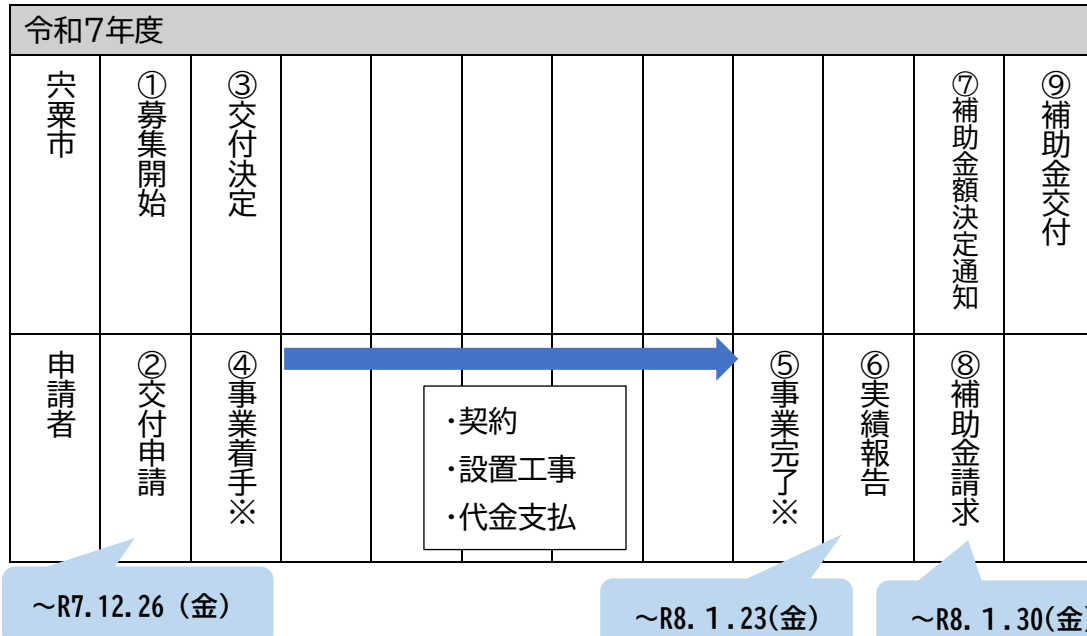 令和7年度
宍粟市
①募集開始
③交付決定
⑦補助金額決定通知
⑨補助金交付
申請者
②交付申請
④事業着手※
・契約
・設置工事
・代金支払
⑤事業完了※
⑥実績報告
⑧補助金請求
～R7.12.26（金）
～R8.１.23(金)
～R8.１.30(金)